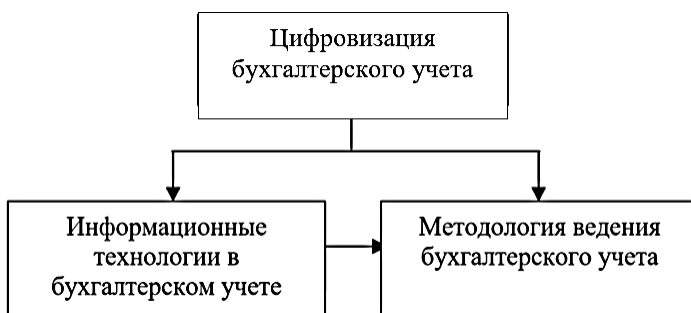 Цифровизация
бухгалтерского учета
Информационные
технологии в
бухгалтерском учете
Методология ведения
бухгалтерского учета